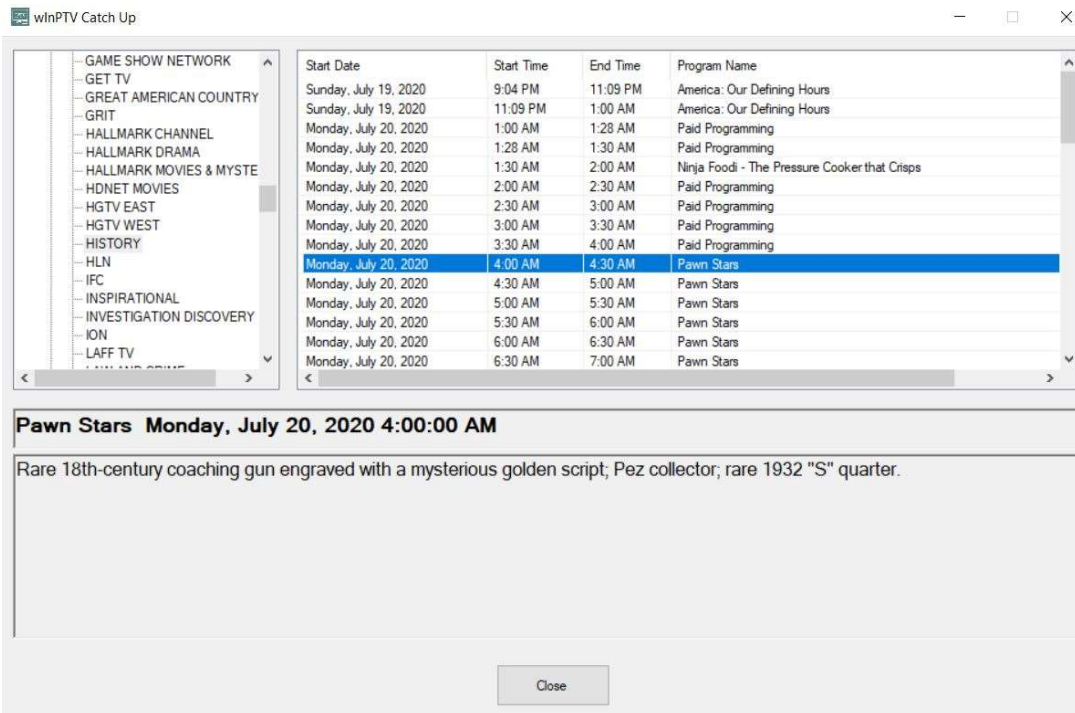 wInPTV Catch Up
GAME SHOW NETWORK
GET TV
GREAT AMERICAN COUNTRY
GRIT
HALLMARK CHANNEL
HALLMARK DRAMA
HALLMARK MOVIES & MYSTE
HDNET MOVIES
HGTV EAST
HGTV WEST
HISTORY
HLN
IFC
INSPIRATIONAL
INVESTIGATION DISCOVERY
ION
LAFF TV
Start Date Start Time End Time Program Name
Sunday, July 19, 2020 9:04 PM 11:09 PM America: Our Defining Hours
Sunday, July 19, 2020 11:09 PM 1:00 AM America: Our Defining Hours
Monday, July 20, 2020 1:00 AM 1:28 AM Paid Programming
Monday, July 20, 2020 1:28 AM 1:30 AM Paid Programming
Monday, July 20, 2020 1:30 AM 2:00 AM Ninja Foodi - The Pressure Cooker that Crisps
Monday, July 20, 2020 2:00 AM 2:30 AM Paid Programming
Monday, July 20, 2020 2:30 AM 3:00 AM Paid Programming
Monday, July 20, 2020 3:00 AM 3:30 AM Paid Programming
Monday, July 20, 2020 3:30 AM 4:00 AM Paid Programming
Monday, July 20, 2020 4:00 AM 4:30 AM Pawn Stars
Monday, July 20, 2020 4:30 AM 5:00 AM Pawn Stars
Monday, July 20, 2020 5:00 AM 5:30 AM Pawn Stars
Monday, July 20, 2020 5:30 AM 6:00 AM Pawn Stars
Monday, July 20, 2020 6:00 AM 6:30 AM Pawn Stars
Monday, July 20, 2020 6:30 AM 7:00 AM Pawn Stars
Pawn Stars Monday, July 20, 2020 4:00:00 AM
Rare 18th-century coaching gun engraved with a mysterious golden script; Pez collector; rare 1932 "S" quarter.
Close